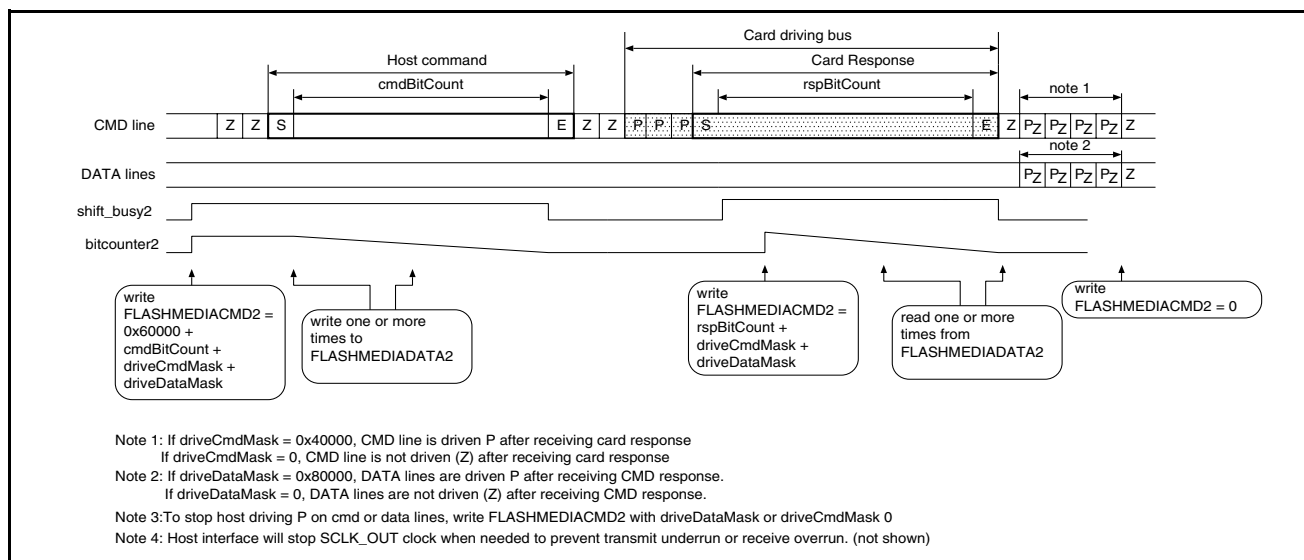 Card driving bus
Host command
Card Response
cmdBitCount
rspBitCount
note 1
CMD line
Z Z S E Z Z P P P S E Z PZ PZ PZ PZ Z
note 2
DATA lines
PZ PZ PZ PZ Z
shift_busy2
bitcounter2
write
FLASHMEDIACMD2 =
0x60000 +
cmdBitCount +
driveCmdMask +
driveDataMask
write one or more
times to
FLASHMEDIADATA2
write
FLASHMEDIACMD2 =
rspBitCount +
driveCmdMask +
driveDataMask
read one or more
times from
FLASHMEDIADATA2
write
FLASHMEDIACMD2 = 0
Note 1: If driveCmdMask = 0x40000, CMD line is driven P after receiving card response
If driveCmdMask = 0, CMD line is not driven (Z) after receiving card response
Note 2: If driveDataMask = 0x80000, DATA lines are driven P after receiving CMD response.
If driveDataMask = 0, DATA lines are not driven (Z) after receiving CMD response.
Note 3:To stop host driving P on cmd or data lines, write FLASHMEDIACMD2 with driveDataMask or driveCmdMask 0
Note 4: Host interface will stop SCLK_OUT clock when needed to prevent transmit underrun or receive overrun. (not shown)